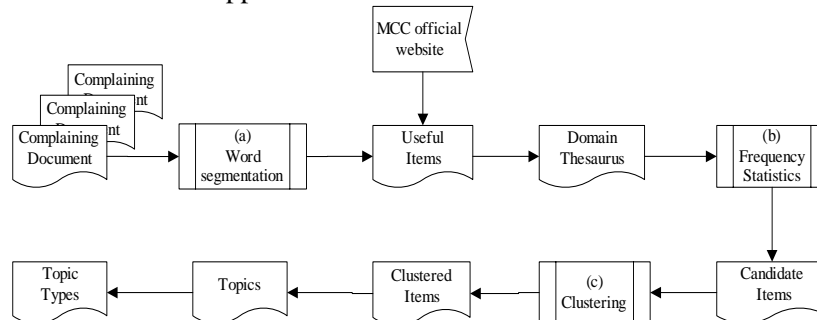 MCC official
website
Complaining
Complaining
Complaining
Document
(a)
Word
segmentation
Useful
Items
Domain
Thesaurus
(b)
Frequency
Statistics
Topic
Types
Topics
Clustered
Items
(c)
Clustering
Candidate
Items